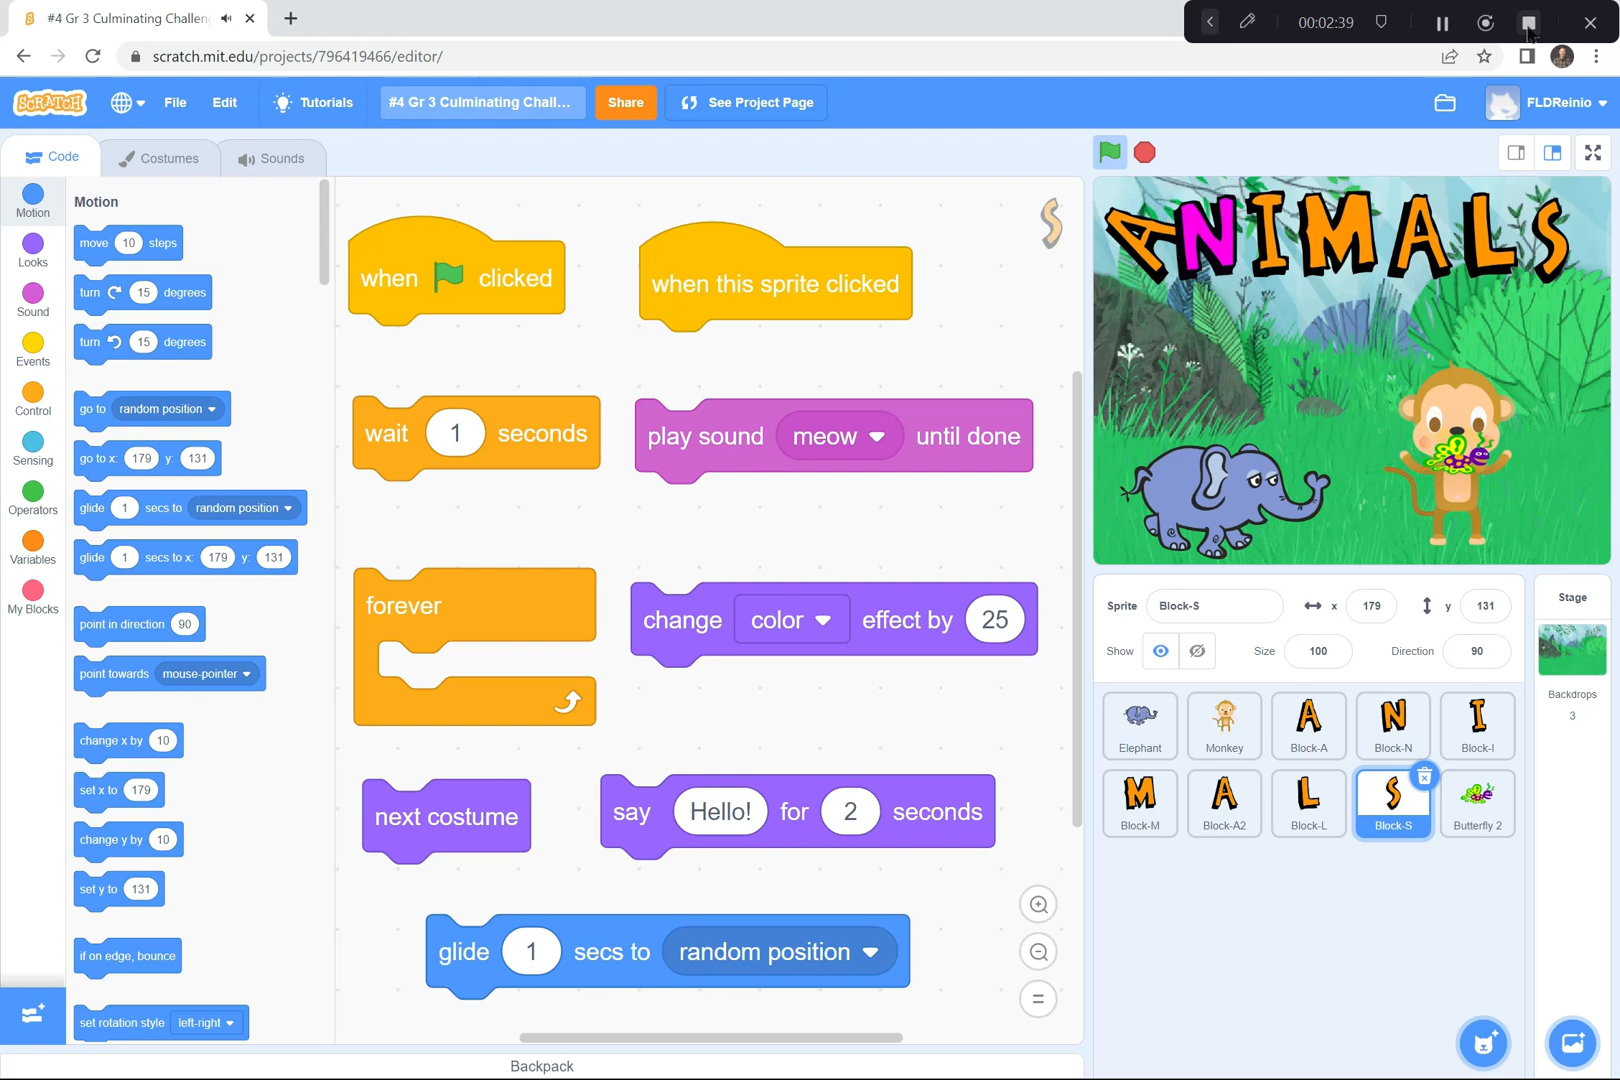 #4 Gr 3 Culminating Challen
00:02:39
scratch.mit.edu/projects/796419466/editor/
SCRATCH
File
Edit
Tutorials
#4 Gr 3 Culminating Chall...
Share
See Project Page
FLDReinio
Code
Costumes
Sounds
Motion
Looks
Sound
Events
Control
Sensing
Operators
Variables
My Blocks
Motion
move 10 steps
turn 15 degrees
turn 15 degrees
go to random position
go to x: 179 y: 131
glide 1 secs to random position
glide 1 secs to x: 179 y: 131
point in direction 90
point towards mouse-pointer
change x by 10
set x to 179
change y by 10
set y to 131
if on edge, bounce
set rotation style left-right
when clicked
when this sprite clicked
wait 1 seconds
play sound meow until done
forever
change color effect by 25
next costume
say Hello! for 2 seconds
glide 1 secs to random position
S
Backpack
ANIMALS
Sprite Block-S x 179 y 131
Show Size 100 Direction 90
Elephant
Monkey
A
Block-A
N
Block-N
I
Block-I
M
Block-M
A
Block-A2
L
Block-L
S
Block-S
Butterfly 2
Stage
Backdrops
3